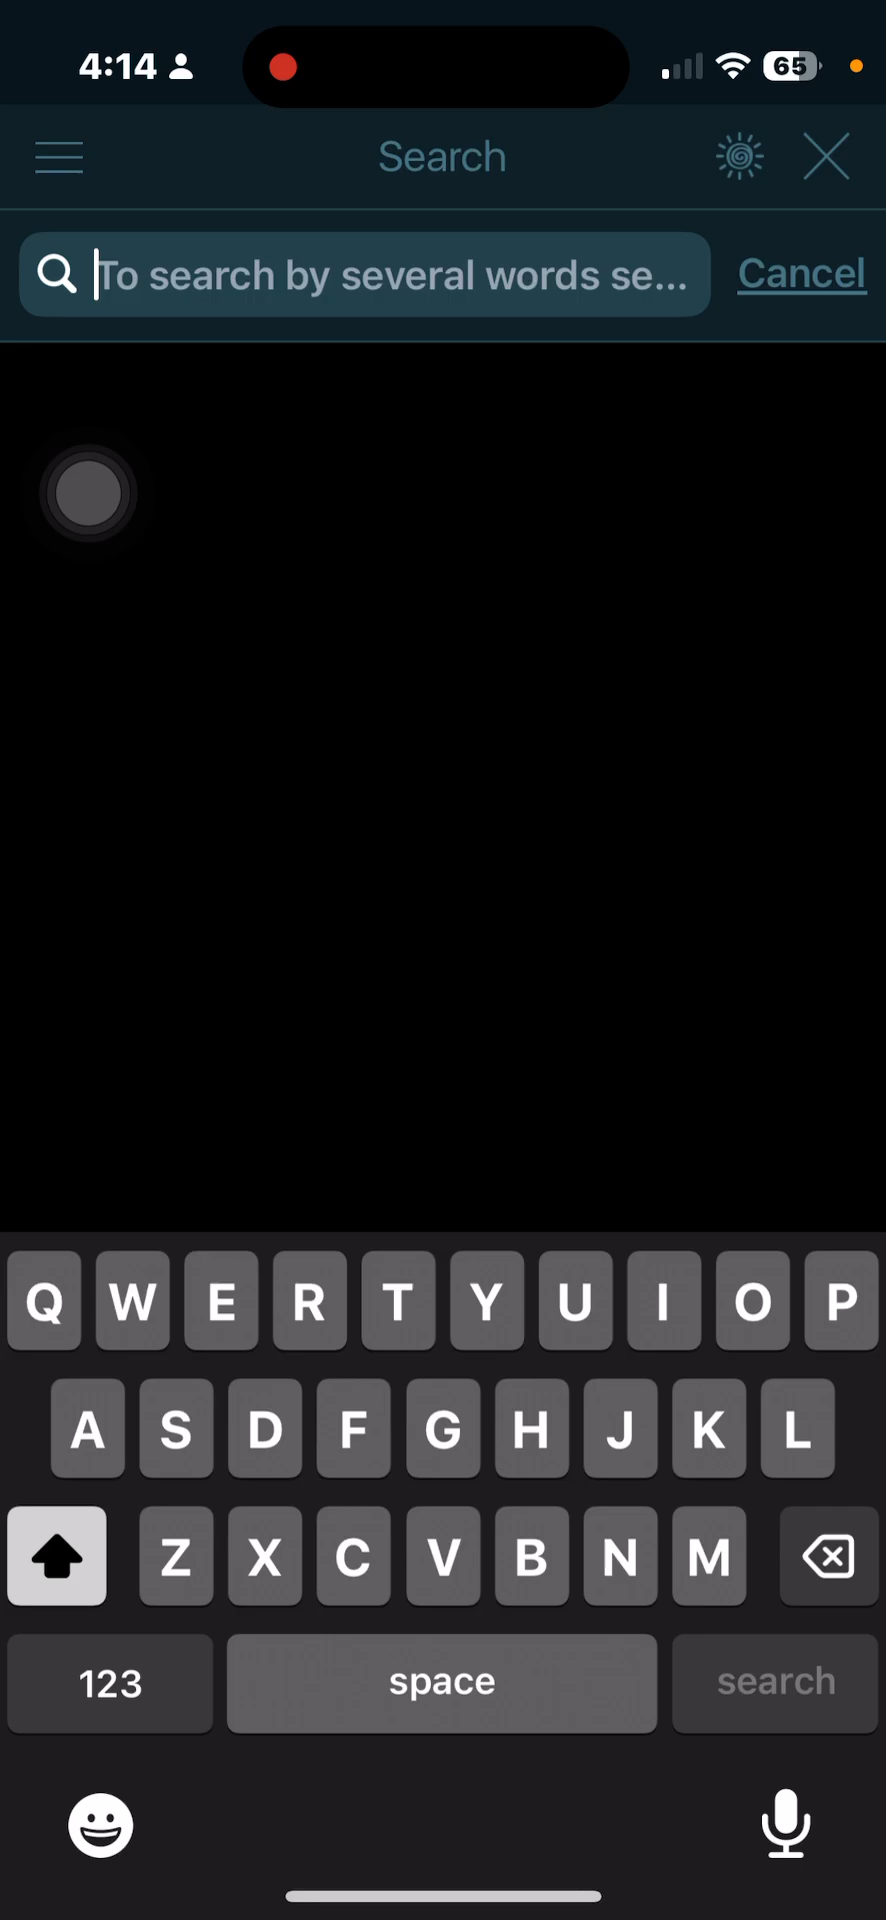 4:14 65
Search
To search by several words se...
Cancel
Q W E R T Y U I O P
A S D F G H J K L
Z X C V B N M
123 space search